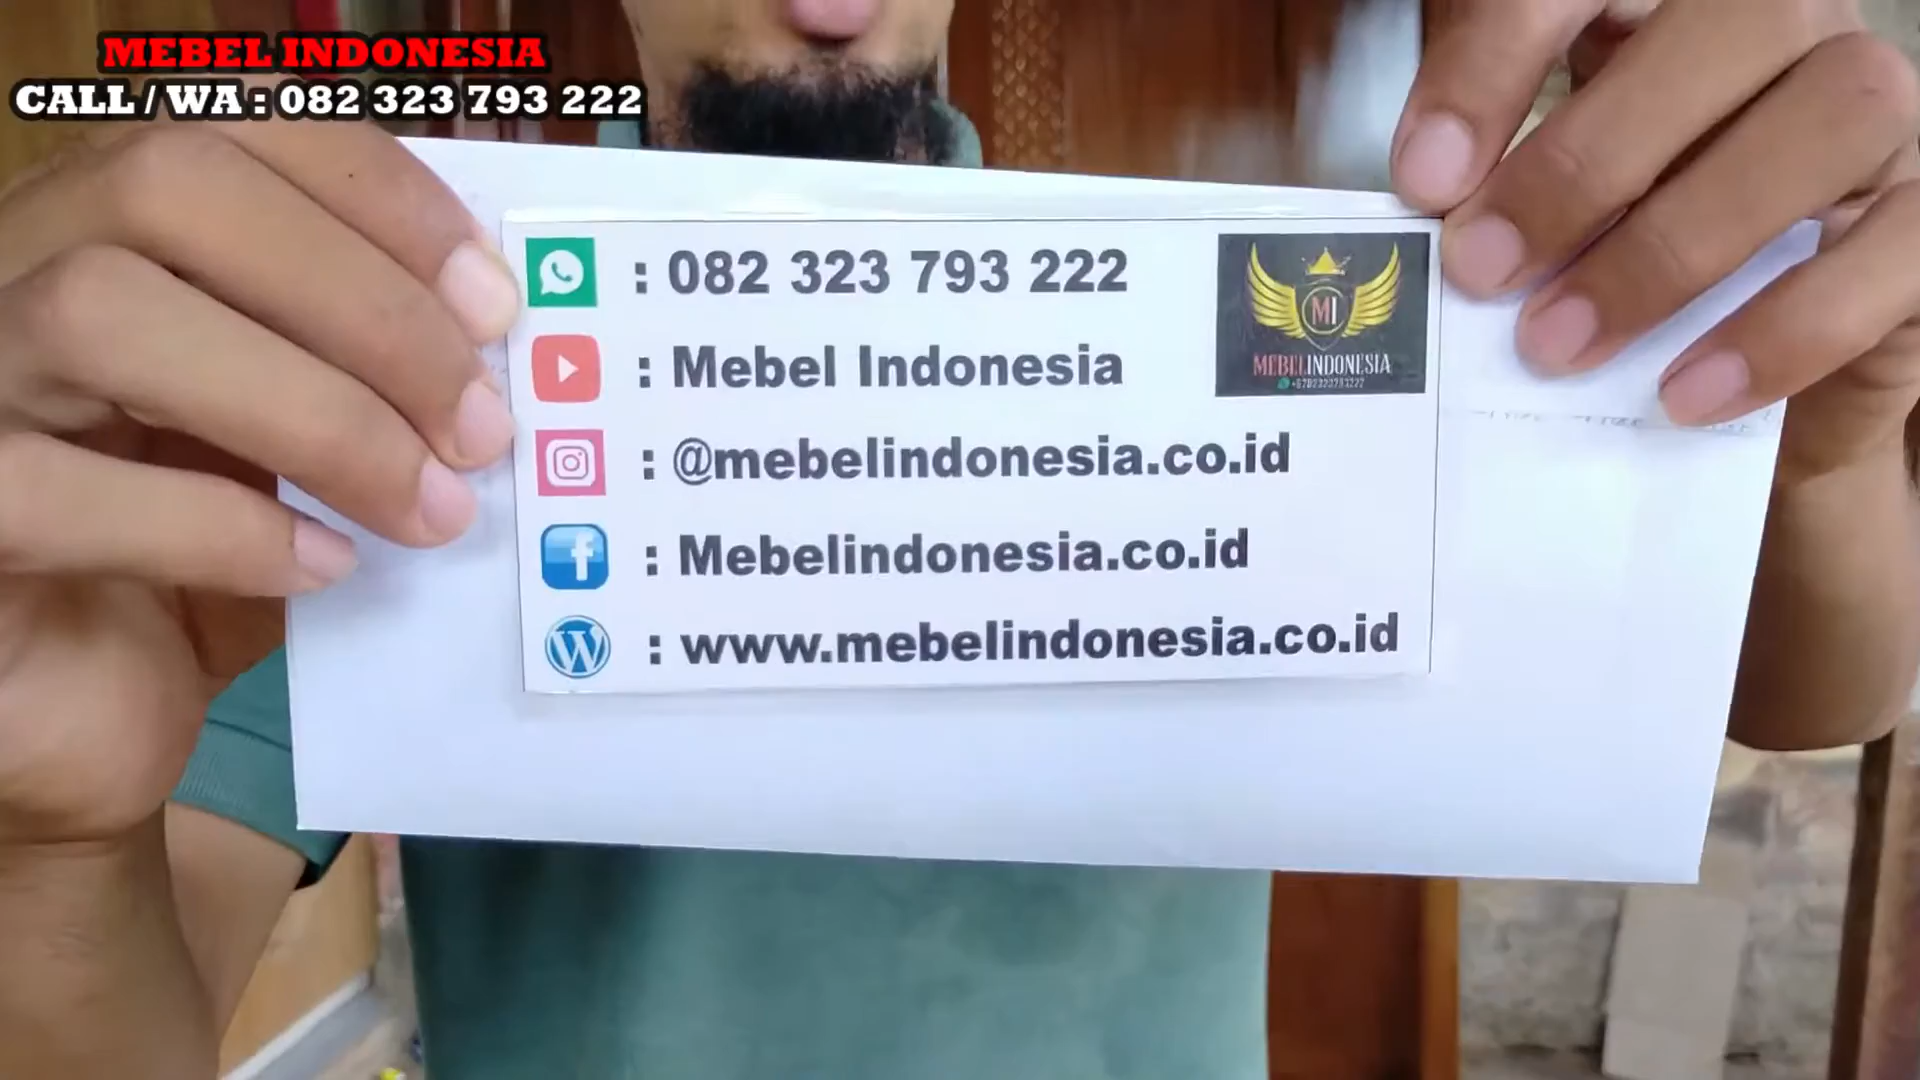 MEBEL INDONESIA
CALL / WA : 082 323 793 222
: 082 323 793 222
: Mebel Indonesia
: @mebelindonesia.co.id
: Mebelindonesia.co.id
: www.mebelindonesia.co.id
MI
MEBELINDONESIA